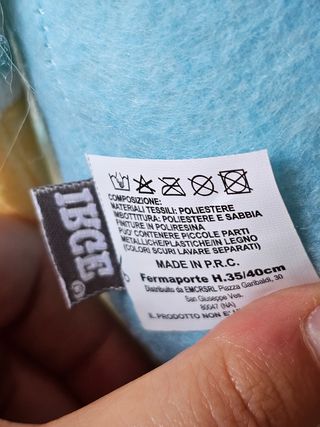 COMPOSIZIONE:
MATERIALI TESSILI: POLIESTERE
IMBOTTITURA: POLIESTERE E SABBIA
FINITURE IN POLIRESINA
PUO' CONTENERE PICCOLE PARTI
METALLICHE/PLASTICHE/IN LEGNO
(COLORI SCURI LAVARE SEPARATI)
MADE IN P.R.C.
Fermaporte H.35/40cm
Distribuito da EMCRSRL Piazza Garibaldi, 30
San Giuseppe Ves.
80047 (NA)
IL PRODOTTO NON E'